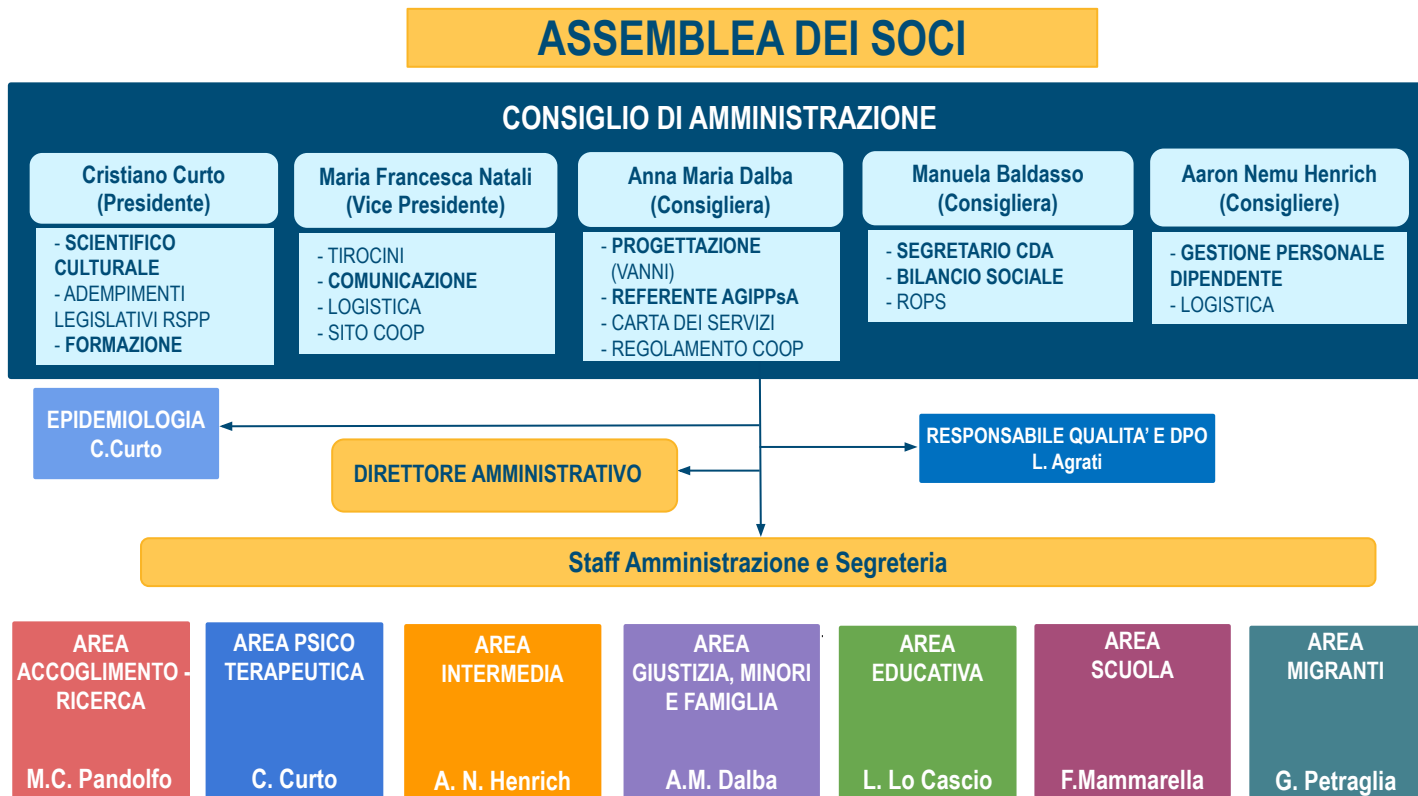 ASSEMBLEA DEI SOCI
CONSIGLIO DI AMMINISTRAZIONE
Cristiano Curto
(Presidente)
- SCIENTIFICO
CULTURALE
- ADEMPIMENTI
LEGISLATIVI RSPP
- FORMAZIONE
Maria Francesca Natali
(Vice Presidente)
- TIROCINI
- COMUNICAZIONE
- LOGISTICA
- SITO COOP
Anna Maria Dalba
(Consigliera)
- PROGETTAZIONE
(VANNI)
- REFERENTE AGIPPsA
- CARTA DEI SERVIZI
- REGOLAMENTO COOP
Manuela Baldasso
(Consigliera)
- SEGRETARIO CDA
- BILANCIO SOCIALE
- ROPS
Aaron Nemu Henrich
(Consigliere)
- GESTIONE PERSONALE
DIPENDENTE
- LOGISTICA
EPIDEMIOLOGIA
C.Curto
DIRETTORE AMMINISTRATIVO
RESPONSABILE QUALITA' E DPO
L. Agrati
Staff Amministrazione e Segreteria
AREA
ACCOGLIMENTO -
RICERCA
M.C. Pandolfo
AREA PSICO
TERAPEUTICA
C. Curto
AREA
INTERMEDIA
A. N. Henrich
AREA
GIUSTIZIA, MINORI
E FAMIGLIA
A.M. Dalba
AREA
EDUCATIVA
L. Lo Cascio
AREA
SCUOLA
F.Mammarella
AREA
MIGRANTI
G. Petraglia